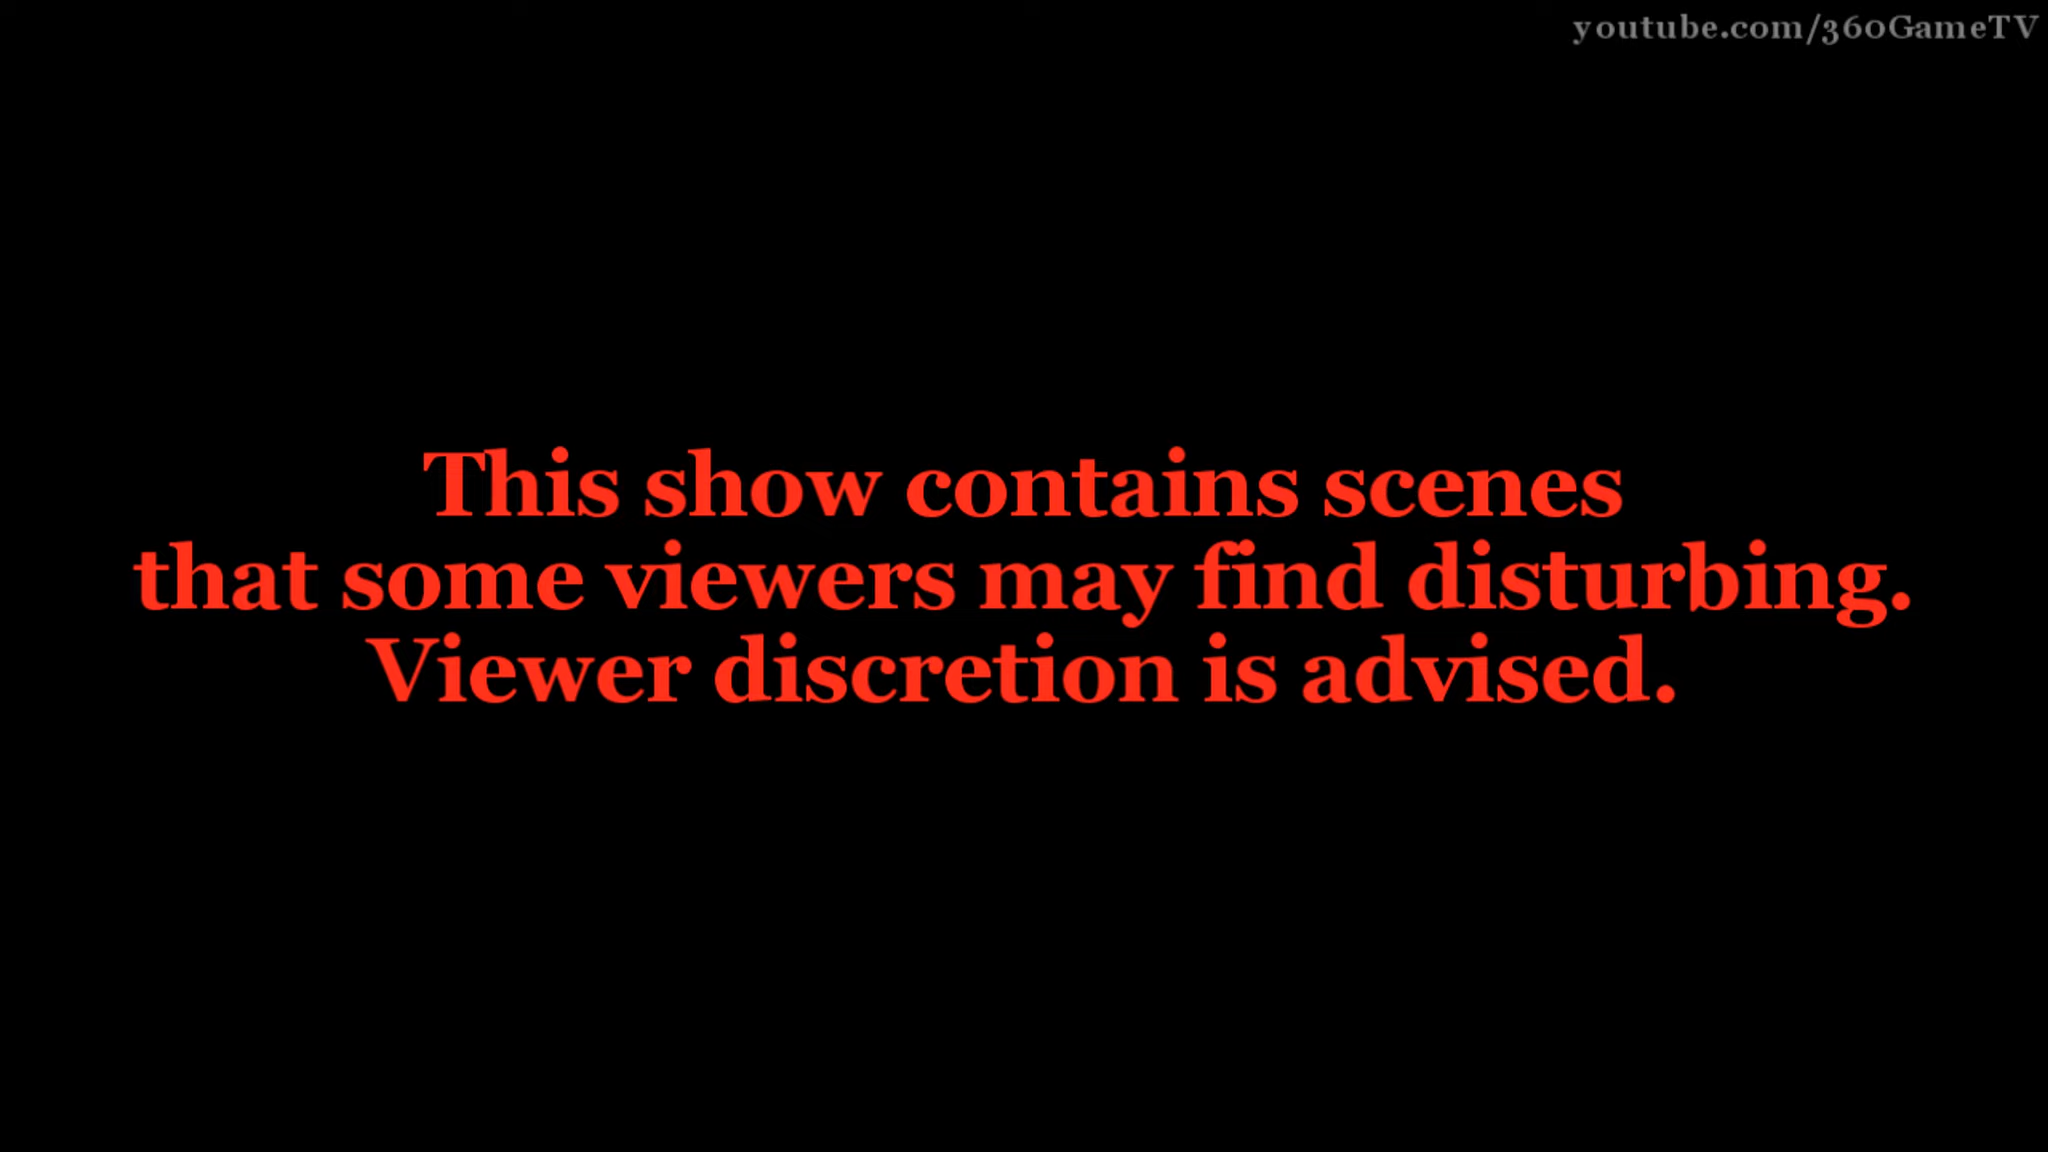 youtube.com/360GameTV
This show contains scenes
that some viewers may find disturbing.
Viewer discretion is advised.